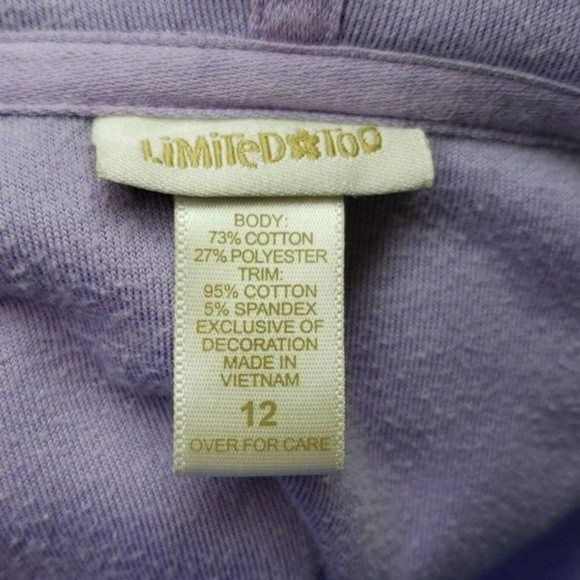 LiMiTeD TOO
BODY:
73% COTTON
27% POLYESTER
TRIM:
95% COTTON
5% SPANDEX
EXCLUSIVE OF
DECORATION
MADE IN
VIETNAM
12
OVER FOR CARE